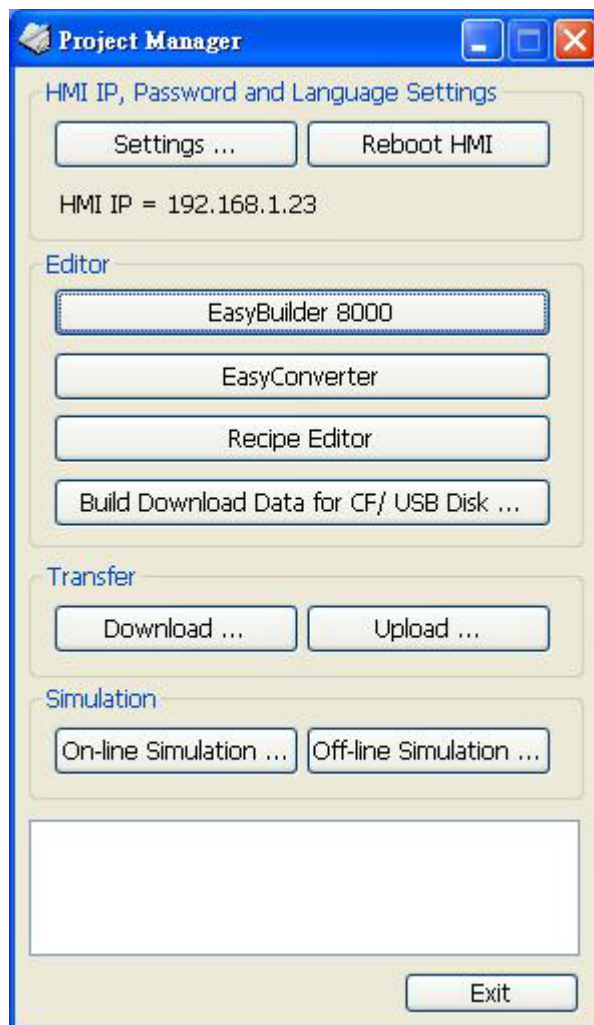 Project Manager
HMI IP, Password and Language Settings
Settings ... Reboot HMI
HMI IP = 192.168.1.23
Editor
EasyBuilder 8000
EasyConverter
Recipe Editor
Build Download Data for CF/ USB Disk ...
Transfer
Download ... Upload ...
Simulation
On-line Simulation ... Off-line Simulation ...
Exit